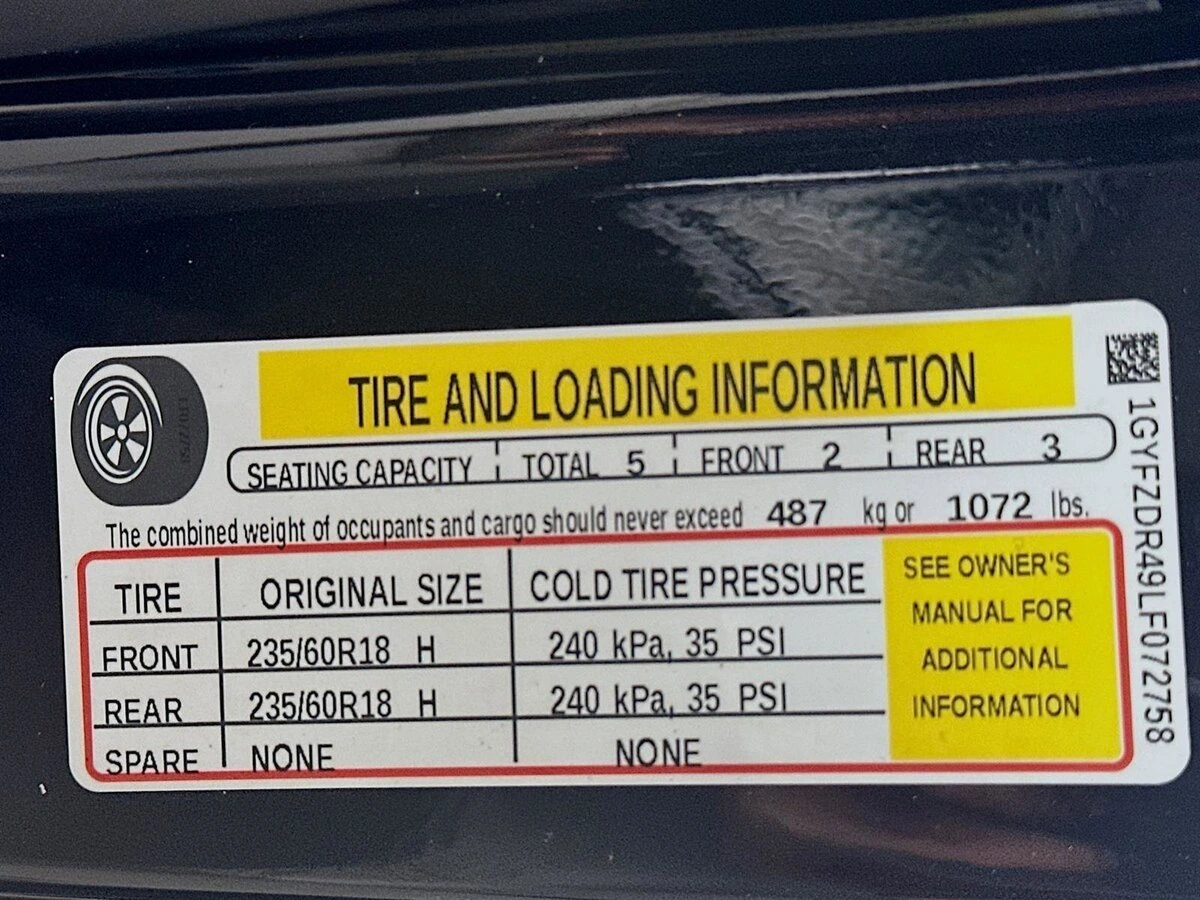 TIRE AND LOADING INFORMATION
SEATING CAPACITY TOTAL 5 FRONT 2 REAR 3
The combined weight of occupants and cargo should never exceed 487 kg or 1072 lbs.
TIRE ORIGINAL SIZE COLD TIRE PRESSURE
FRONT 235/60R18 H 240 kPa, 35 PSI
REAR 235/60R18 H 240 kPa, 35 PSI
SPARE NONE NONE
SEE OWNER'S
MANUAL FOR
ADDITIONAL
INFORMATION
1GYFZDR49LF072758